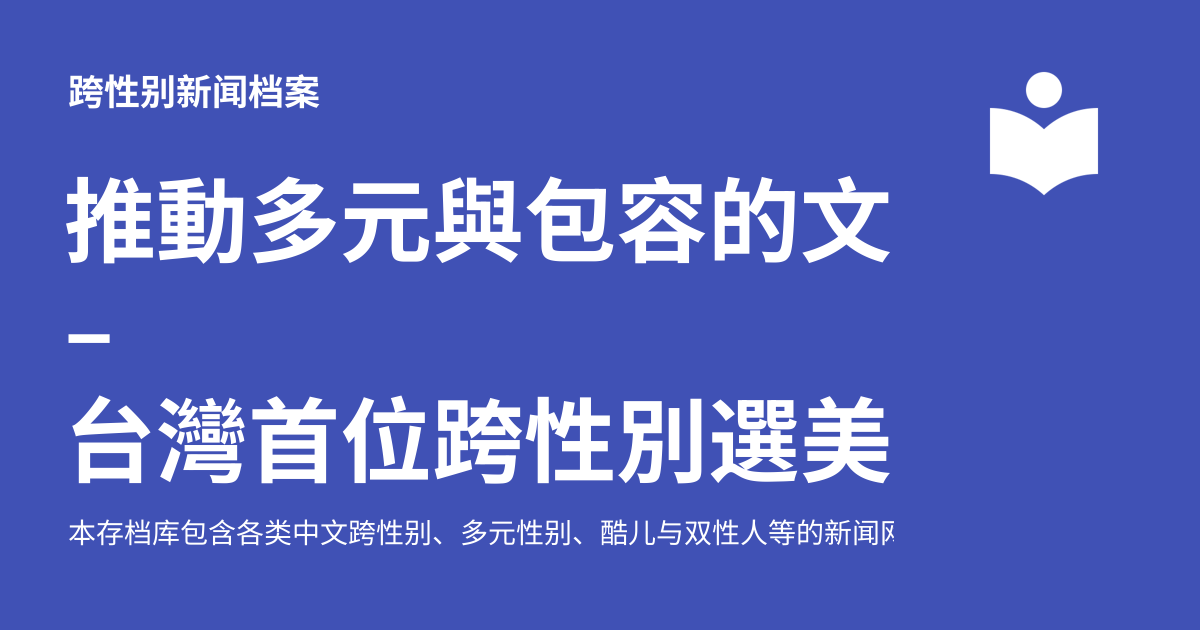 跨性别新闻档案
推動多元與包容的文
–
台灣首位跨性別選美
本存档库包含各类中文跨性别、多元性别、酷儿与双性人等的新闻